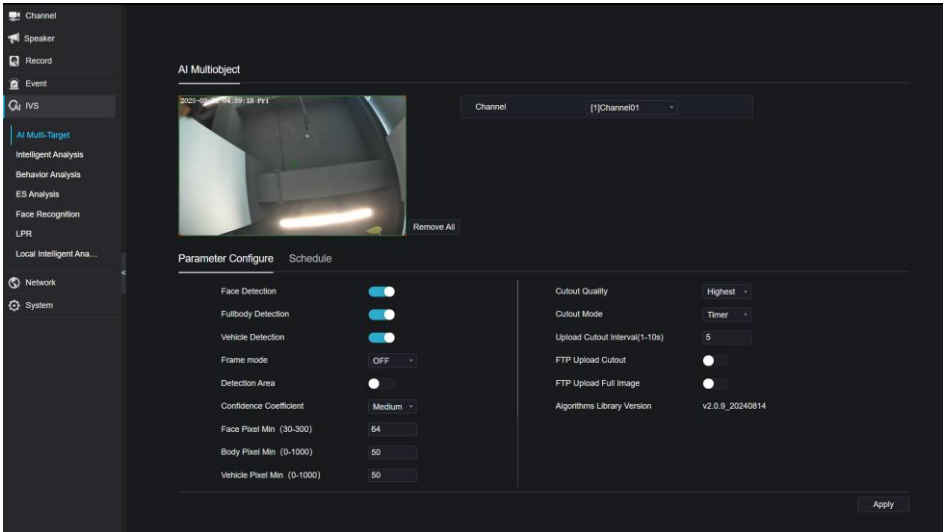 Channel
Speaker
Record
Event
IVS
AI Multi-Target
Intelligent Analysis
Behavior Analysis
ES Analysis
Face Recognition
LPR
Local Intelligent Ana...
Network
System
AI Multiobject
04:59:16 Fri
Channel [1]Channel01
Remove All
Parameter Configure Schedule
Face Detection
Fullbody Detection
Vehicle Detection
Frame mode OFF
Detection Area
Confidence Coefficient Medium
Face Pixel Min (30-300) 64
Body Pixel Min (0-1000) 50
Vehicle Pixel Min (0-1000) 50
Cutout Quality Highest
Cutout Mode Timer
Upload Cutout Interval(1-10s) 5
FTP Upload Cutout
FTP Upload Full Image
Algorithms Library Version v2.0.9_20240814
Apply